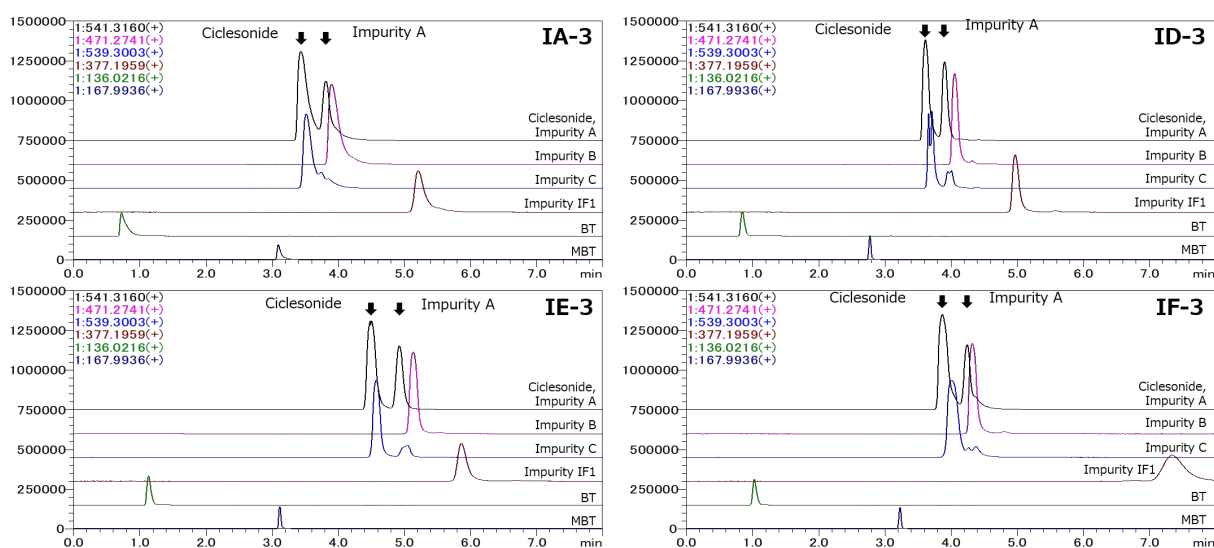 Ciclesonide Impurity A IA-3
1500000
1:541.3160(+)
1:471.2741(+)
1:539.3003(+)
1:377.1959(+)
1:136.0216(+)
1:167.9936(+)
1250000
1000000
750000
500000
250000
0
Ciclesonide,
Impurity A
Impurity B
Impurity C
Impurity IF1
BT
MBT
0.0 1.0 2.0 3.0 4.0 5.0 6.0 7.0 min
Ciclesonide Impurity A ID-3
1500000
1:541.3160(+)
1:471.2741(+)
1:539.3003(+)
1:377.1959(+)
1:136.0216(+)
1:167.9936(+)
1250000
1000000
750000
500000
250000
0
Ciclesonide,
Impurity A
Impurity B
Impurity C
Impurity IF1
BT
MBT
0.0 1.0 2.0 3.0 4.0 5.0 6.0 7.0 min
Ciclesonide Impurity A IE-3
1500000
1:541.3160(+)
1:471.2741(+)
1:539.3003(+)
1:377.1959(+)
1:136.0216(+)
1:167.9936(+)
1250000
1000000
750000
500000
250000
0
Ciclesonide,
Impurity A
Impurity B
Impurity C
Impurity IF1
BT
MBT
0.0 1.0 2.0 3.0 4.0 5.0 6.0 7.0 min
Ciclesonide Impurity A IF-3
1500000
1:541.3160(+)
1:471.2741(+)
1:539.3003(+)
1:377.1959(+)
1:136.0216(+)
1:167.9936(+)
1250000
1000000
750000
500000
250000
0
Ciclesonide,
Impurity A
Impurity B
Impurity C
Impurity IF1
BT
MBT
0.0 1.0 2.0 3.0 4.0 5.0 6.0 7.0 min